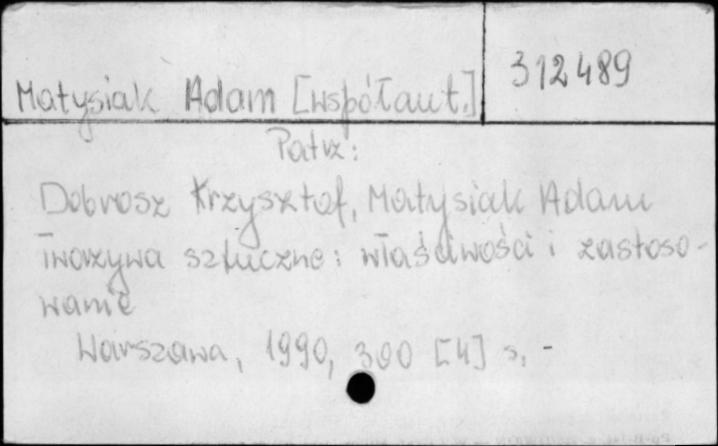 Matysiak Adam [współaut.]
312489
Patrz:
Dobrosz Krzysztof, Matysiak Adam
Tworzywa sztuczne: właściwości i zastoso-
wanie
Warszawa, 1990, 300 [4] s, -